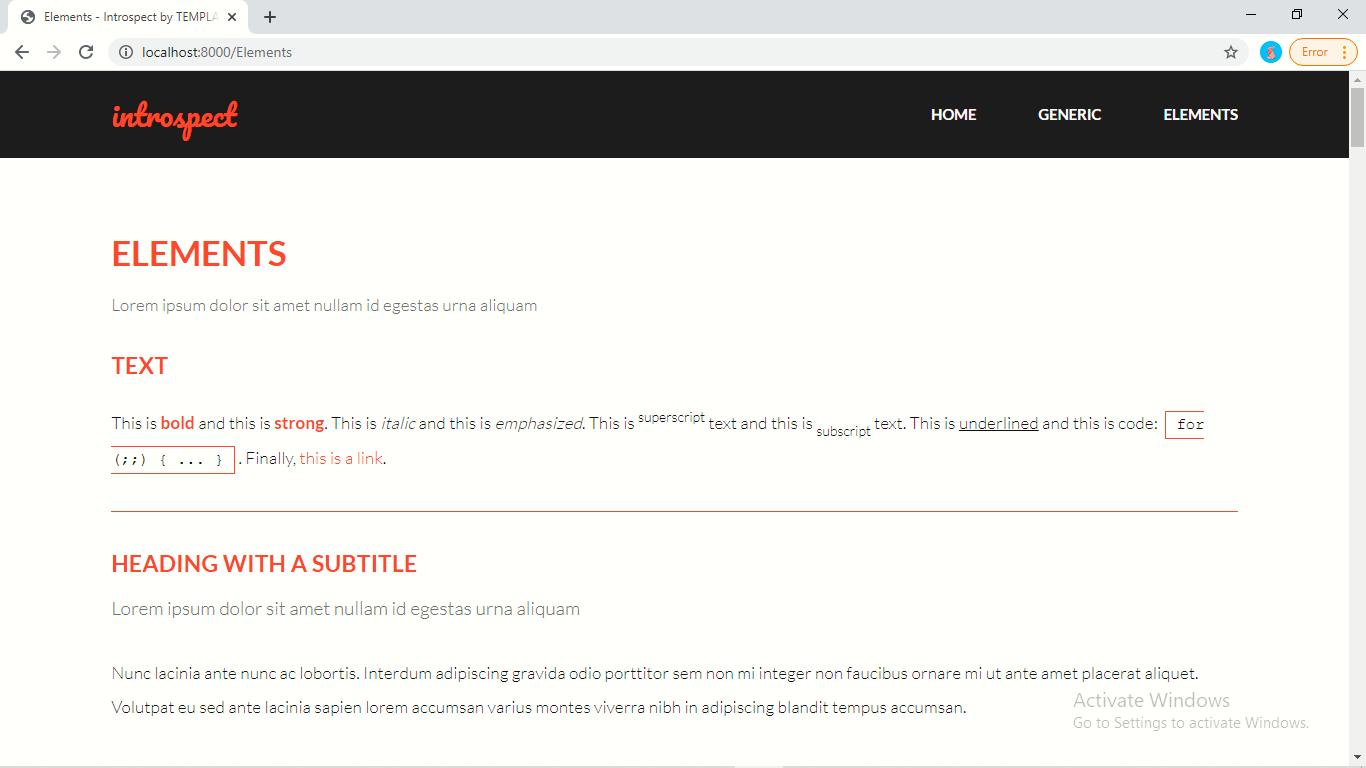 Elements - Introspect by TEMPLA
localhost:8000/Elements
Error
introspect
HOME GENERIC ELEMENTS
ELEMENTS
Lorem ipsum dolor sit amet nullam id egestas urna aliquam
TEXT
This is bold and this is strong. This is italic and this is emphasized. This is superscript text and this is subscript text. This is underlined and this is code: for
(;;) { ... } . Finally, this is a link.
HEADING WITH A SUBTITLE
Lorem ipsum dolor sit amet nullam id egestas urna aliquam
Nunc lacinia ante nunc ac lobortis. Interdum adipiscing gravida odio porttitor sem non mi integer non faucibus ornare mi ut ante amet placerat aliquet.
Volutpat eu sed ante lacinia sapien lorem accumsan varius montes viverra nibh in adipiscing blandit tempus accumsan.
Activate Windows
Go to Settings to activate Windows.